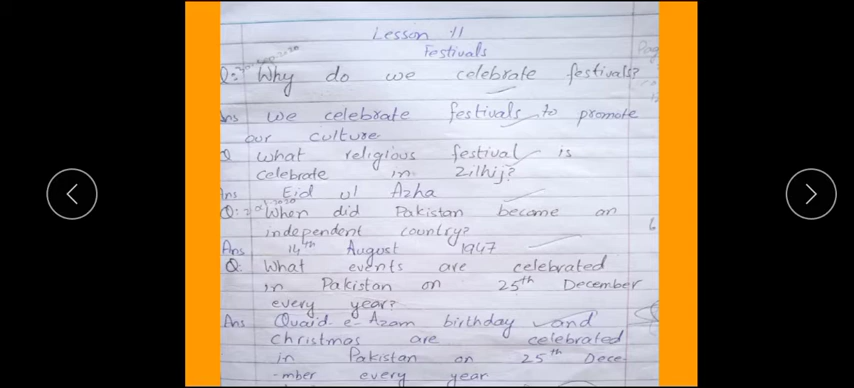 Lesson 11
Festivals
Q: Why do we celebrate festivals?
Ans we celebrate festivals to promote
our culture.
Q what religious festival is
celebrate in Zilhij?
Ans Eid ul Azha
Q: When did Pakistan become an
independent country?
Ans 14th August 1947
Q: What events are celebrated
in Pakistan on 25th December
every year?
Ans Quaid-e-Azam birthday and
christmas are celebrated
in Pakistan on 25th Dece-
-mber every year